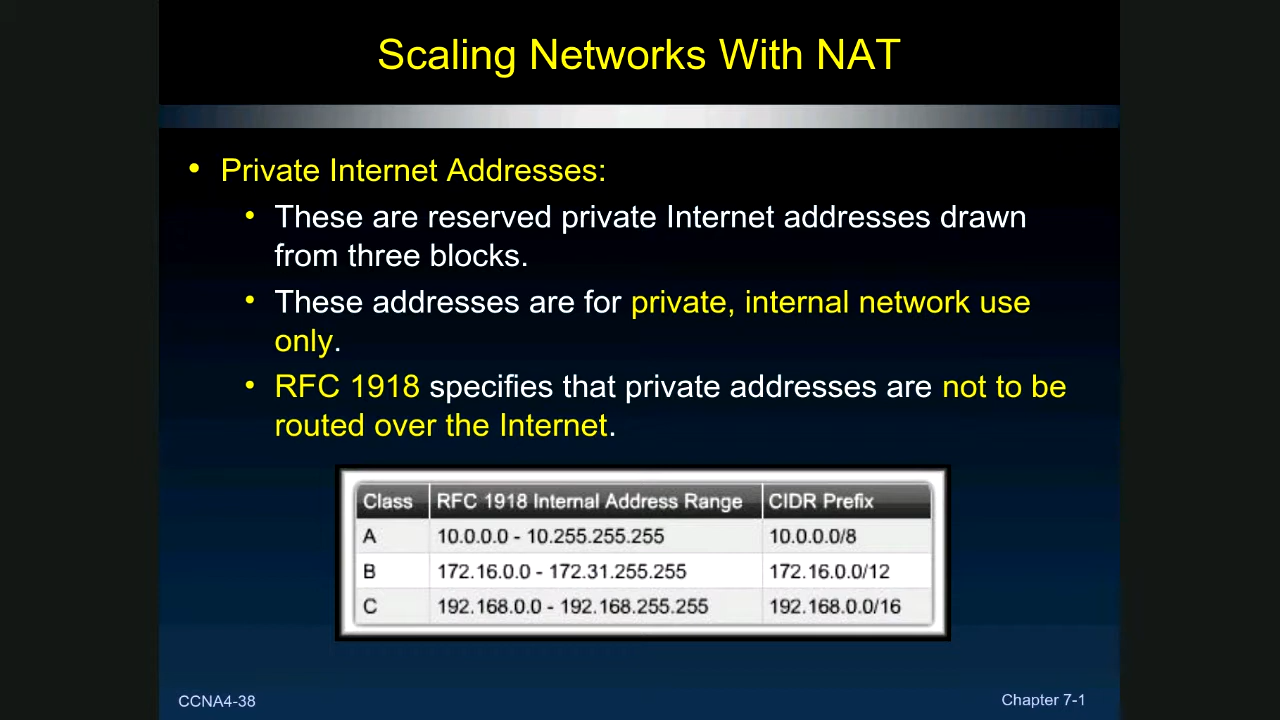 Scaling Networks With NAT
• Private Internet Addresses:
• These are reserved private Internet addresses drawn
from three blocks.
• These addresses are for private, internal network use
only.
• RFC 1918 specifies that private addresses are not to be
routed over the Internet.
Class RFC 1918 Internal Address Range CIDR Prefix
A 10.0.0.0 - 10.255.255.255 10.0.0.0/8
B 172.16.0.0 - 172.31.255.255 172.16.0.0/12
C 192.168.0.0 - 192.168.255.255 192.168.0.0/16
CCNA4-38 Chapter 7-1